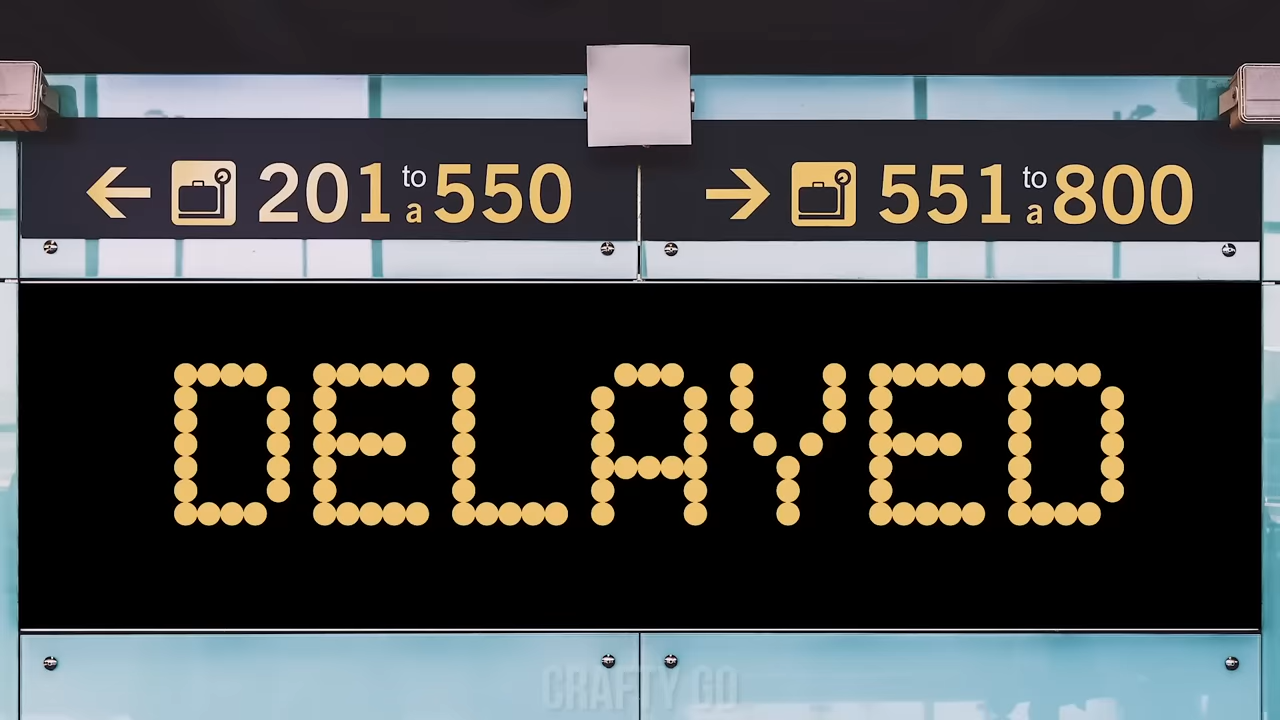 ← 201 to a 550
→ 551 to a 800
DELAYED
CRAFTY GO